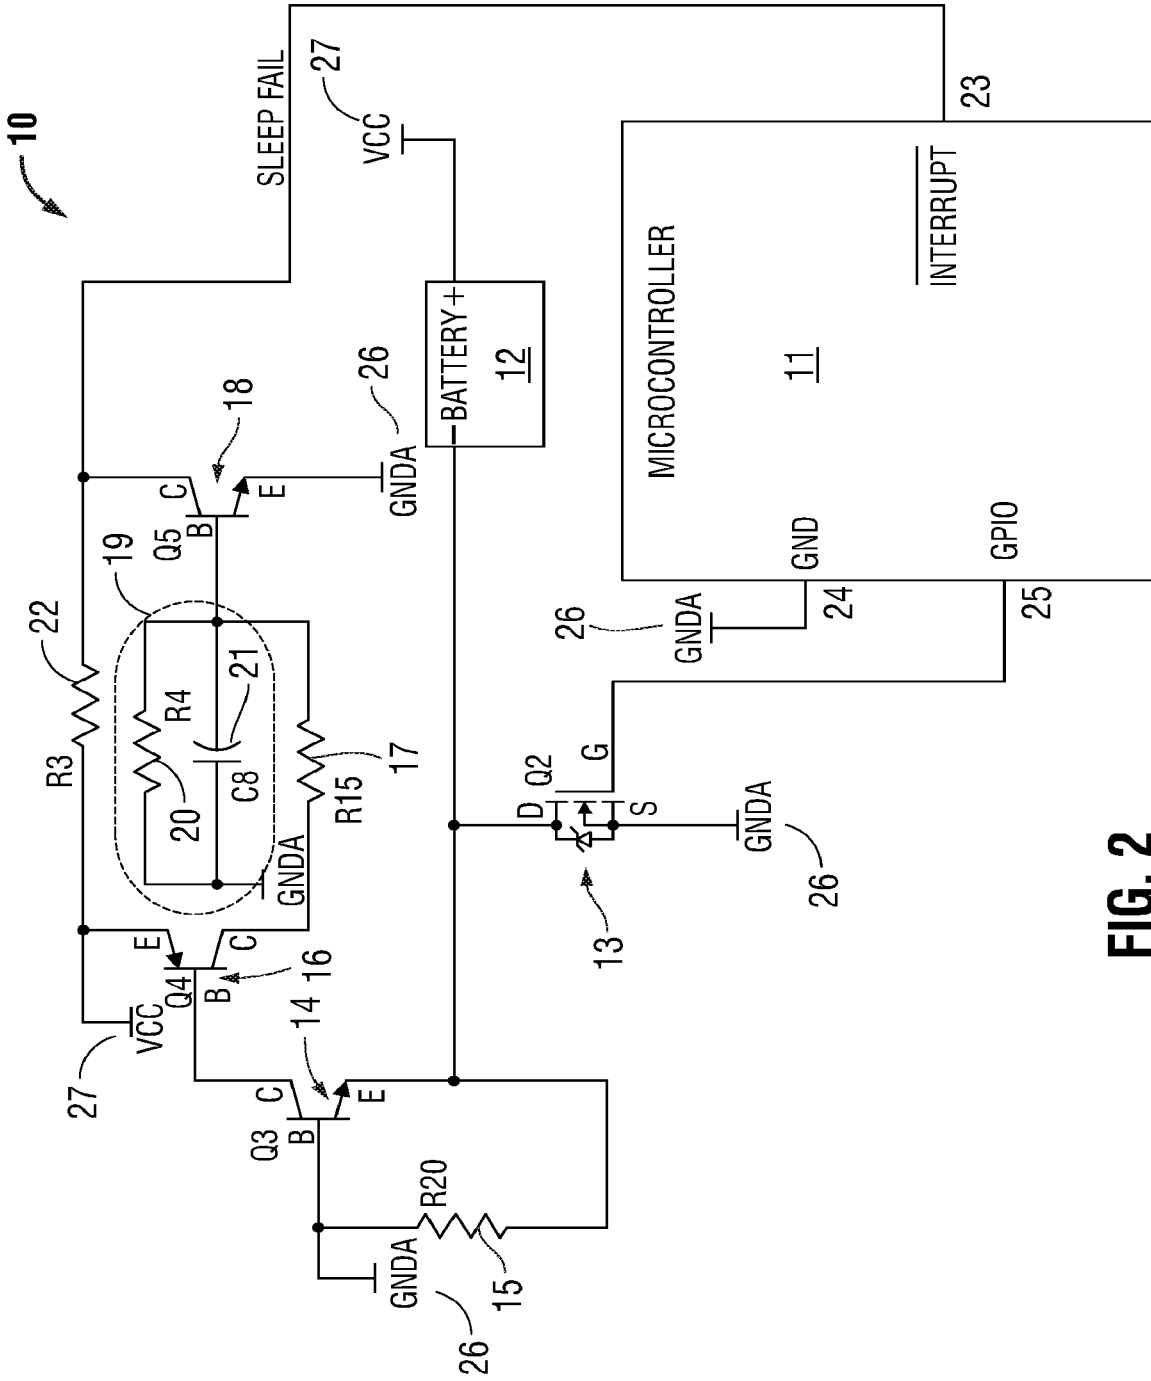 10
R3
22
27
19
VCC
E
Q4
R4
Q5
C
20
B
B
C
C8
21
18
Q3
C
E
SLEEP FAIL
GNDA
B
14
16
27
R15
E
26
VCC
GNDA
17
GNDA
R20
– BATTERY +
26
15
12
D
Q2
26
G
13
S
MICROCONTROLLER
GNDA
GNDA
11
GND
26
24
INTERRUPT
23
GPIO
25
FIG. 2